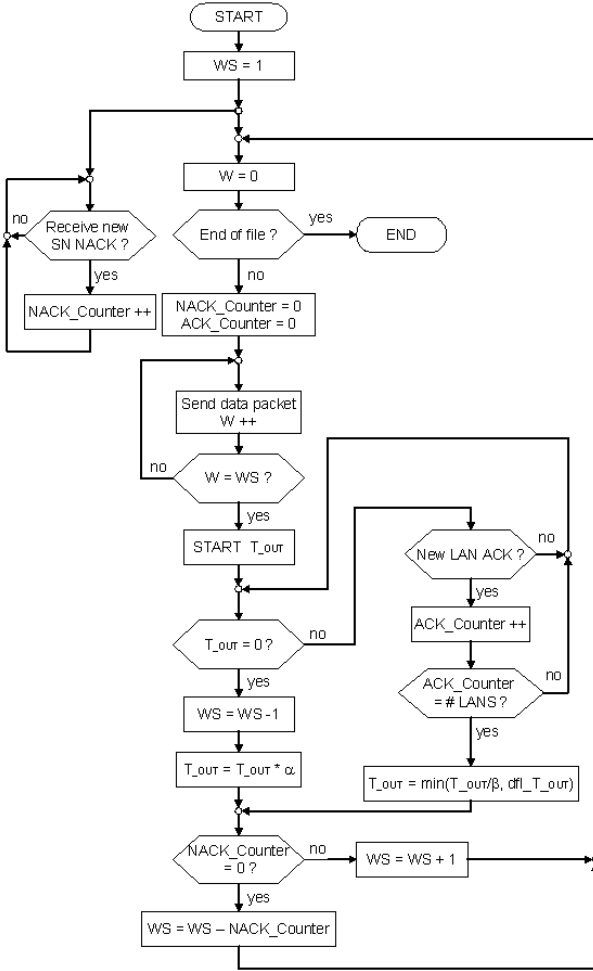 START
WS = 1
W = 0
Receive new
SN NACK ?
no
yes
NACK_Counter ++
End of file ?
yes
END
no
NACK_Counter = 0
ACK_Counter = 0
Send data packet
W ++
W = WS ?
no
yes
START T_OUT
New LAN ACK ?
no
yes
ACK_Counter ++
T_OUT = 0 ?
no
yes
ACK_Counter
= # LANS ?
no
yes
WS = WS -1
T_OUT = T_OUT * α
T_OUT = min(T_OUT/β, dfl_T_OUT)
NACK_Counter
= 0 ?
no
WS = WS + 1
yes
WS = WS – NACK_Counter